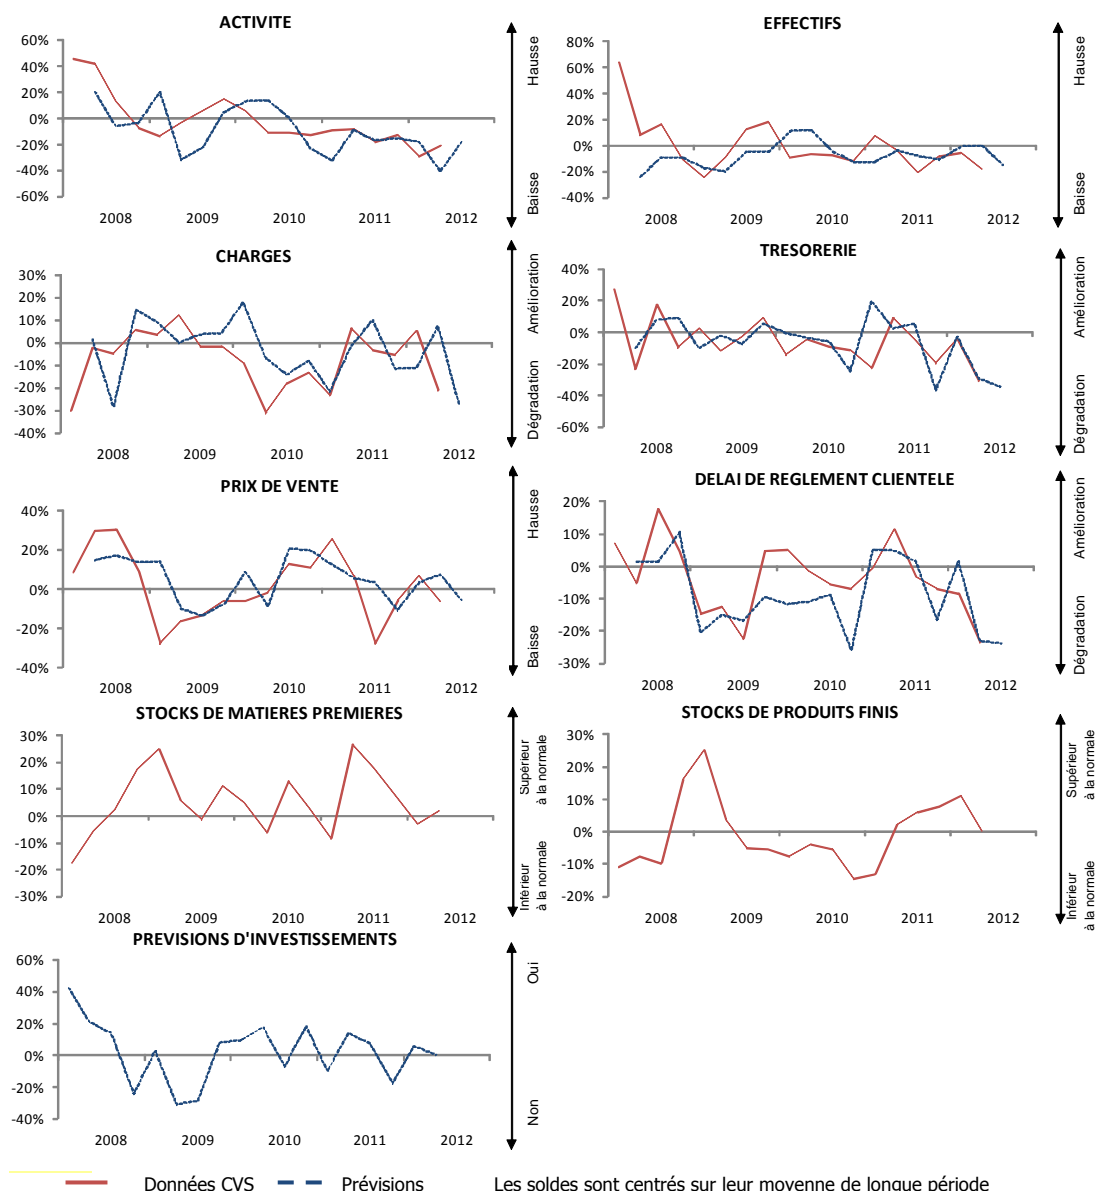 ACTIVITE
60%
40%
20%
0%
-20%
-40%
-60%
2008 2009 2010 2011 2012
Hausse
Baisse
EFFECTIFS
80%
60%
40%
20%
0%
-20%
-40%
2008 2009 2010 2011 2012
Hausse
Baisse
CHARGES
30%
20%
10%
0%
-10%
-20%
-30%
-40%
2008 2009 2010 2011 2012
Amélioration
Dégradation
TRESORERIE
40%
20%
0%
-20%
-40%
-60%
2008 2009 2010 2011 2012
Amélioration
Dégradation
PRIX DE VENTE
40%
20%
0%
-20%
-40%
2008 2009 2010 2011 2012
Hausse
Baisse
DELAI DE REGLEMENT CLIENTELE
20%
10%
0%
-10%
-20%
-30%
2008 2009 2010 2011 2012
Amélioration
Dégradation
STOCKS DE MATIERES PREMIERES
30%
20%
10%
0%
-10%
-20%
-30%
2008 2009 2010 2011 2012
Supérieur
à la normale
Inférieur
à la normale
STOCKS DE PRODUITS FINIS
30%
20%
10%
0%
-10%
-20%
2008 2009 2010 2011 2012
Supérieur
à la normale
Inférieur
à la normale
PREVISIONS D'INVESTISSEMENTS
60%
40%
20%
0%
-20%
-40%
2008 2009 2010 2011 2012
Oui
Non
Données CVS Prévisions Les soldes sont centrés sur leur moyenne de longue période